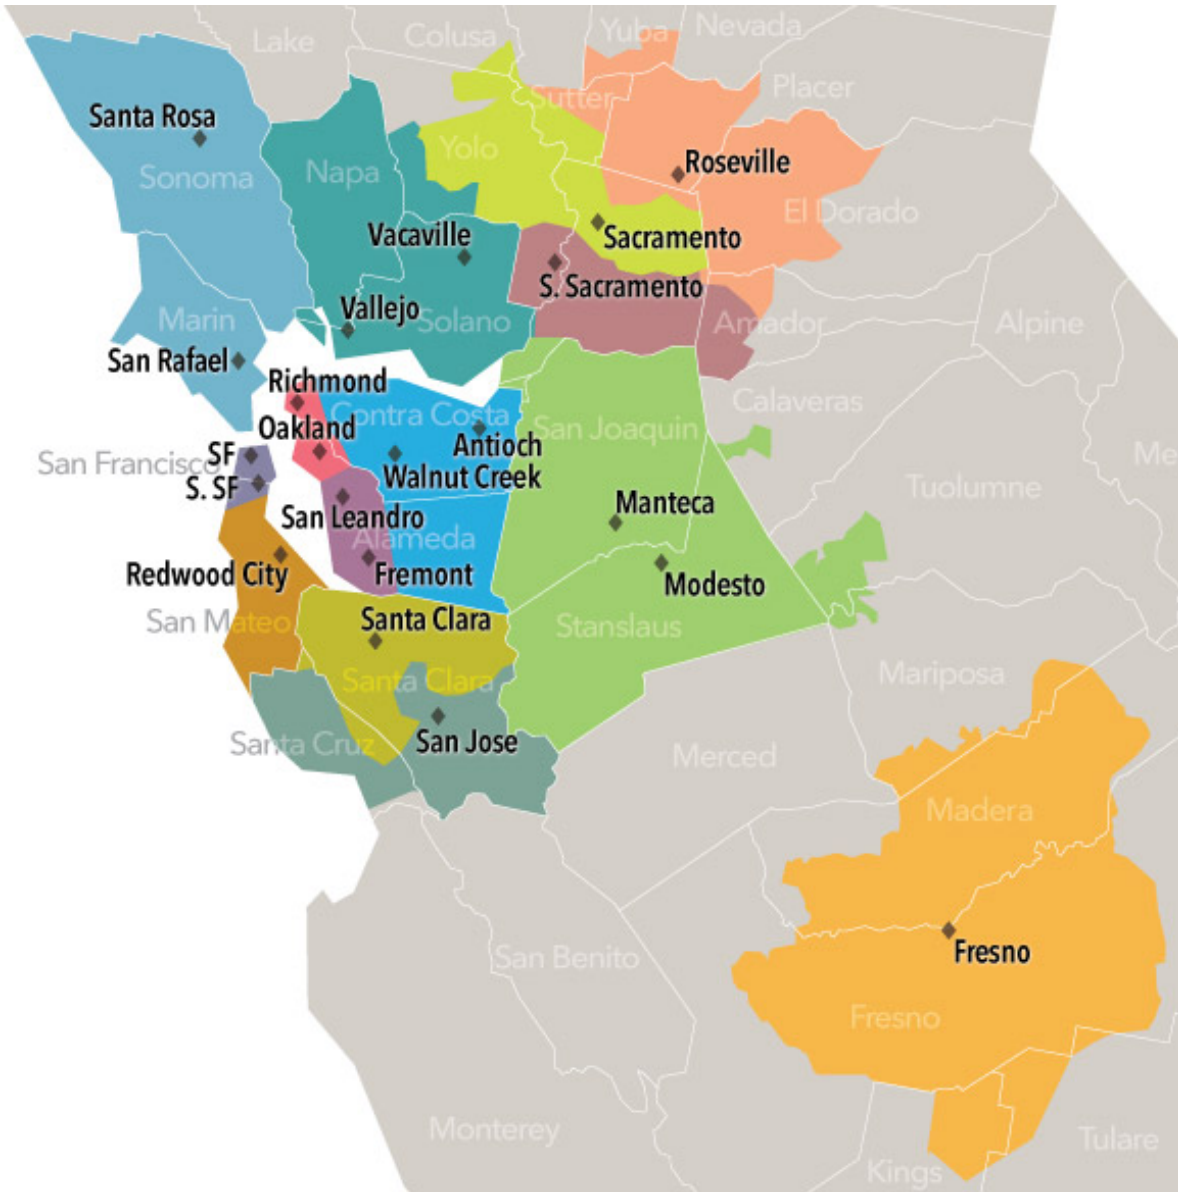 Lake
Colusa
Yuba
Nevada
Sutter
Placer
Santa Rosa
Yolo
Roseville
Sonoma
Napa
El Dorado
Vacaville
Sacramento
S. Sacramento
Vallejo
Marin
Solano
Amador
Alpine
San Rafael
Richmond
Contra Costa
Calaveras
Oakland
Antioch
San Joaquin
SF
San Francisco
Me
Walnut Creek
S. SF
Tuolumne
Manteca
San Leandro
Alameda
Redwood City
Fremont
Modesto
San Mateo
Santa Clara
Stanslaus
Mariposa
Santa Clara
San Jose
Santa Cruz
Merced
Madera
Fresno
San Benito
Fresno
Monterey
Tulare
Kings